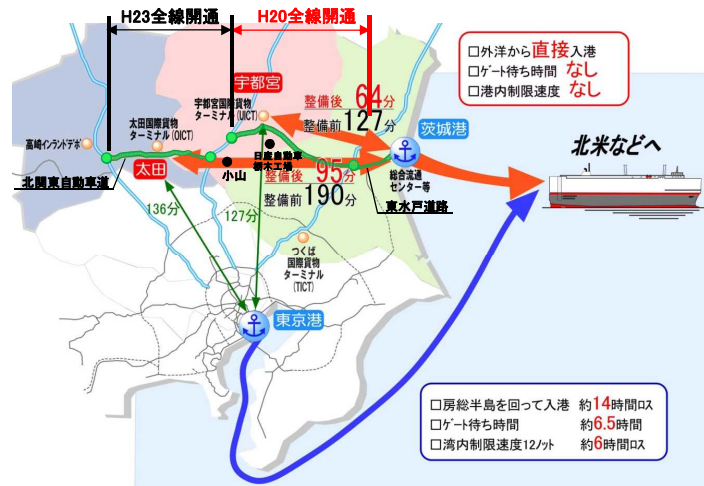 H23全線開通
H20全線開通
□外洋から直接入港
□ゲート待ち時間 なし
□港内制限速度 なし
宇都宮
宇都宮国際貨物
ターミナル(UICT)
整備後 64分
整備前127分
茨城港
太田国際貨物
ターミナル(OICT)
高崎インランドデポ
太田
小山
日産自動車
栃木工場
総合流通
センター等
北米などへ
北関東自動車道
整備後 95分
整備前190分
東水戸道路
136分
127分
つくば
国際貨物
ターミナル
(TICT)
東京港
□房総半島を回って入港 約14時間ロス
□ゲート待ち時間 約6.5時間
□湾内制限速度12ノット 約6時間ロス